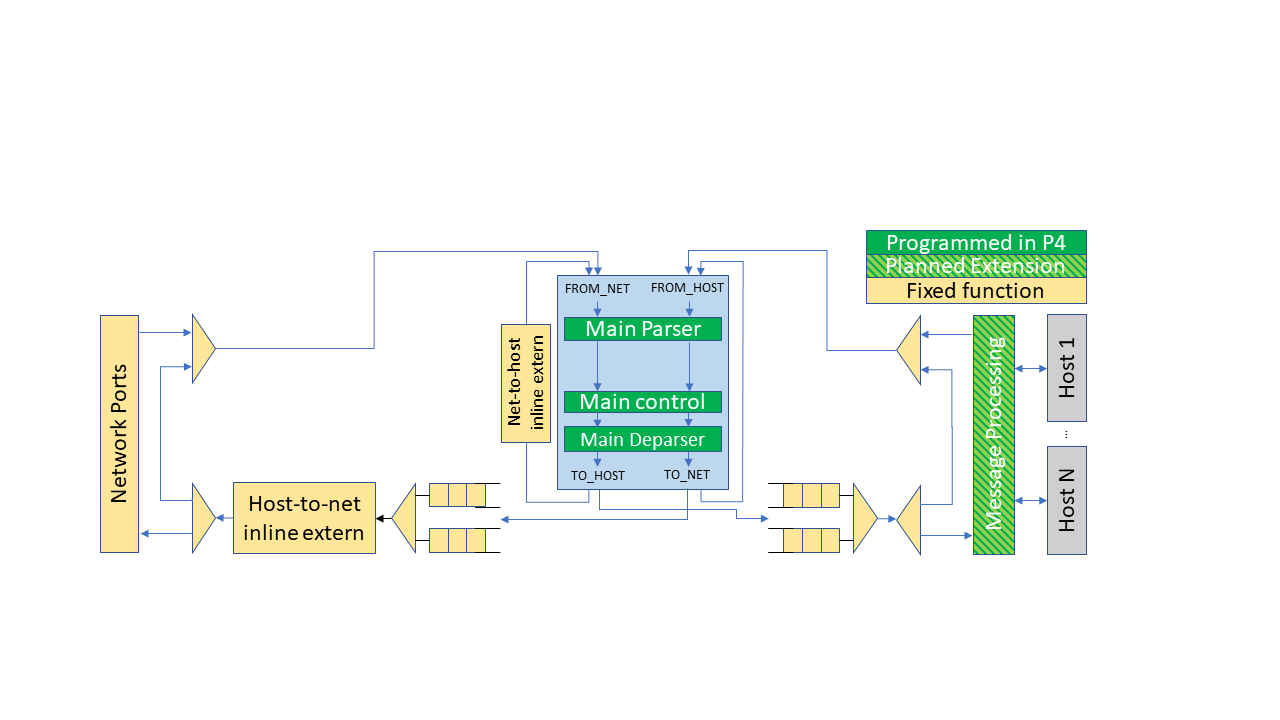 Programmed in P4
Planned Extension
Fixed function
FROM_NET
FROM_HOST
Main Parser
Main control
Main Deparser
TO_HOST
TO_NET
Net-to-host
inline extern
Network Ports
Host-to-net
inline extern
Message Processing
Host 1
...
Host N